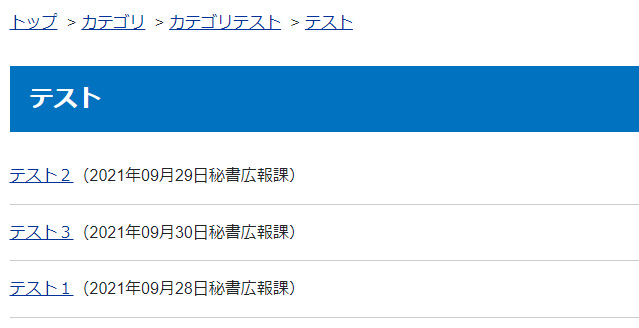 トップ > カテゴリ > カテゴリテスト > テスト
テスト
テスト２（2021年09月29日秘書広報課）
テスト３（2021年09月30日秘書広報課）
テスト１（2021年09月28日秘書広報課）